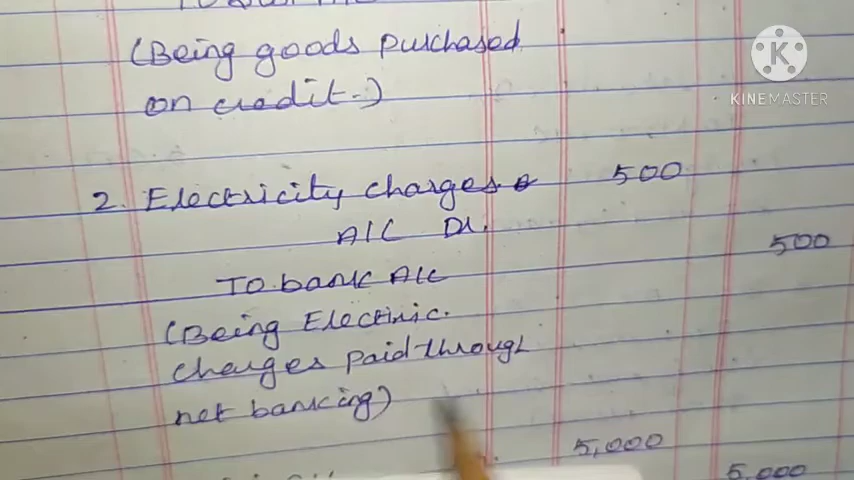 (Being goods purchased
on credit.)
KINEMASTER
2. Electricity charges 500
A/C Dr.
500
To bank A/C
(Being Electric.
charges paid through
net banking)
5,000
5,000